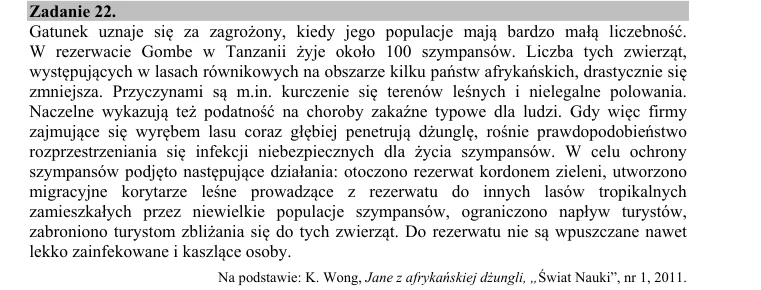 Zadanie 22.
Gatunek uznaje się za zagrożony, kiedy jego populacje mają bardzo małą liczebność.
W rezerwacie Gombe w Tanzanii żyje około 100 szympansów. Liczba tych zwierząt,
występujących w lasach równikowych na obszarze kilku państw afrykańskich, drastycznie się
zmniejsza. Przyczynami są m.in. kurczenie się terenów leśnych i nielegalne polowania.
Naczelne wykazują też podatność na choroby zakaźne typowe dla ludzi. Gdy więc firmy
zajmujące się wyrębem lasu coraz głębiej penetrują dżunglę, rośnie prawdopodobieństwo
rozprzestrzeniania się infekcji niebezpiecznych dla życia szympansów. W celu ochrony
szympansów podjęto następujące działania: otoczono rezerwat kordonem zieleni, utworzono
migracyjne korytarze leśne prowadzące z rezerwatu do innych lasów tropikalnych
zamieszkałych przez niewielkie populacje szympansów, ograniczono napływ turystów,
zabroniono turystom zbliżania się do tych zwierząt. Do rezerwatu nie są wpuszczane nawet
lekko zainfekowane i kaszlące osoby.
Na podstawie: K. Wong, Jane z afrykańskiej dżungli, „Świat Nauki”, nr 1, 2011.